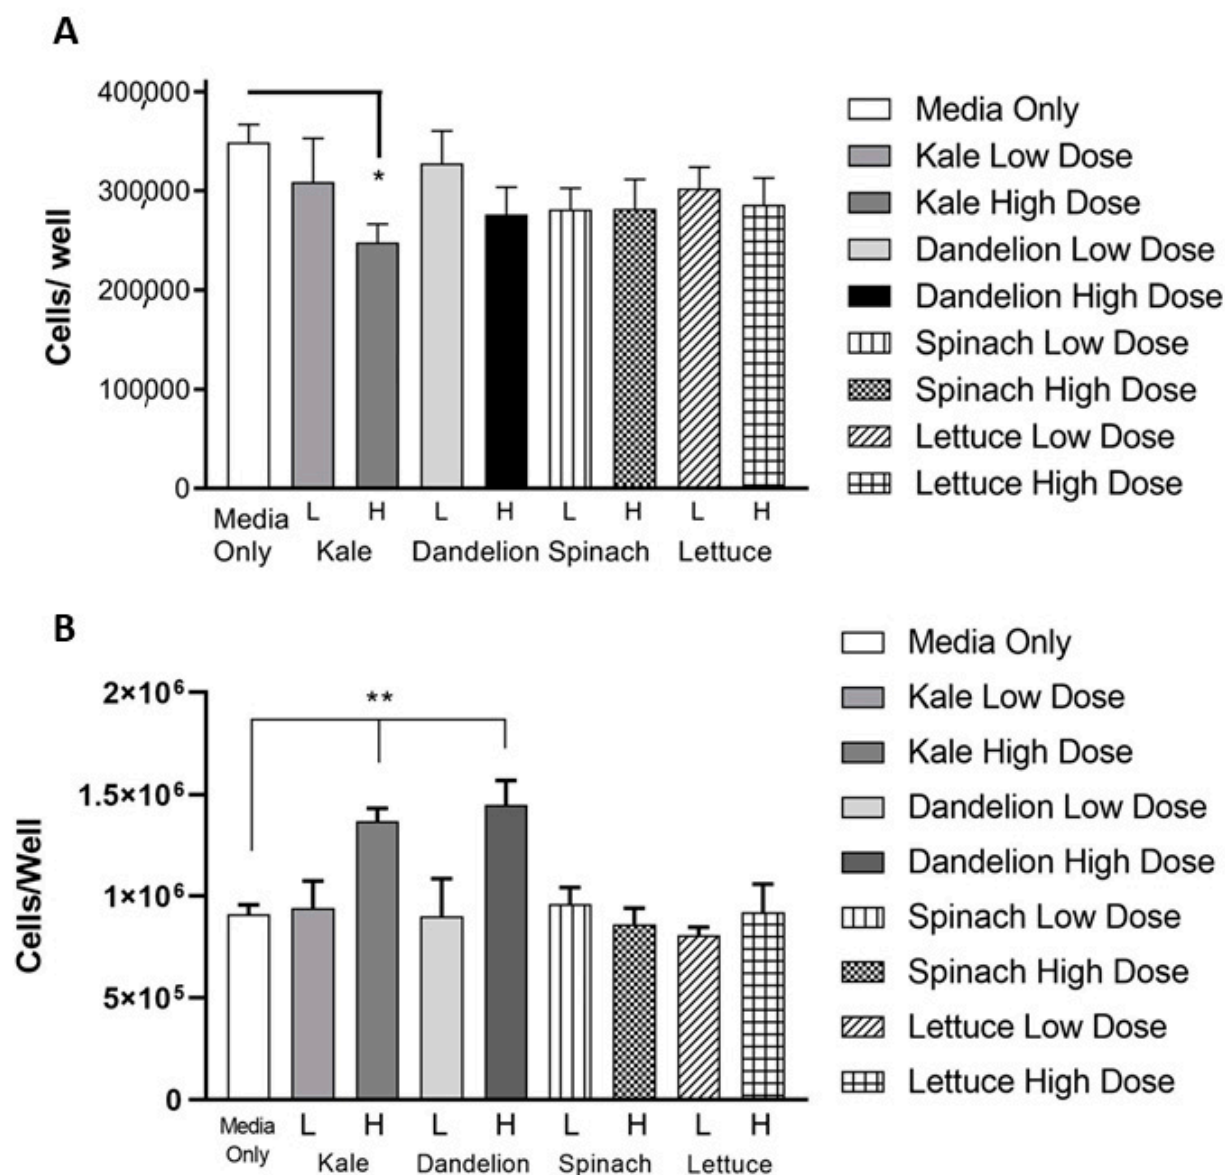 A
Cells/ well
400,000
300,000
200,000
100,000
0
*
L H L H L H L H
Media
Only
Kale Dandelion Spinach Lettuce
Media Only
Kale Low Dose
Kale High Dose
Dandelion Low Dose
Dandelion High Dose
Spinach Low Dose
Spinach High Dose
Lettuce Low Dose
Lettuce High Dose
B
Cells/Well
2×10⁶
1.5×10⁶
1×10⁶
5×10⁵
0
**
L H L H L H L H
Media
Only
Kale Dandelion Spinach Lettuce
Media Only
Kale Low Dose
Kale High Dose
Dandelion Low Dose
Dandelion High Dose
Spinach Low Dose
Spinach High Dose
Lettuce Low Dose
Lettuce High Dose